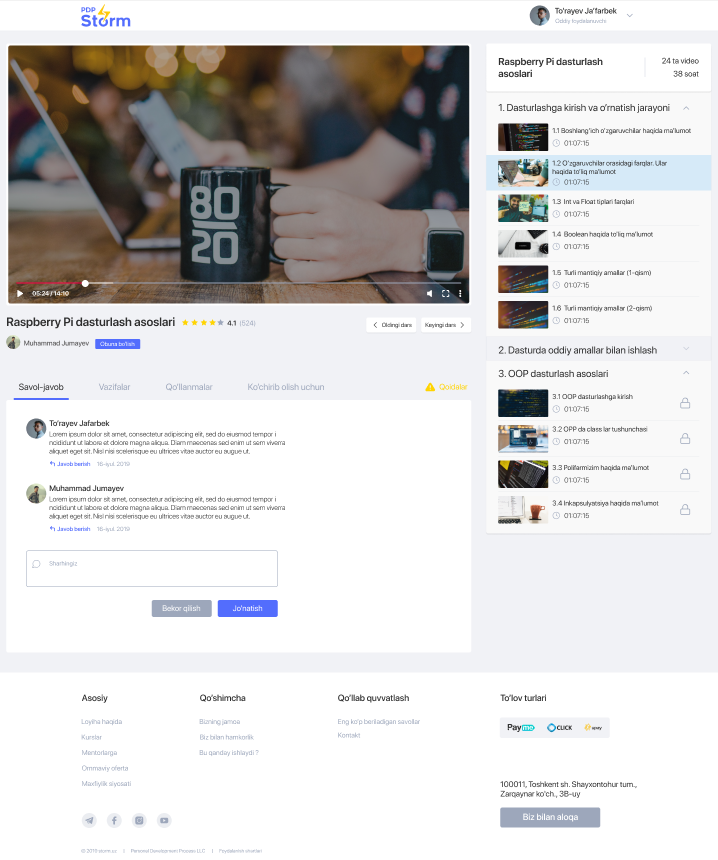 PDP
Storm
To'rayev Ja'farbek
Oddiy foydalanuvchi
80
20
05:24 / 14:10
Raspberry Pi dasturlash asoslari
4.1 (524)
Oldingi dars
Keyingi dars
Muhammad Jumayev
Obuna bo'lish
Savol-javob
Vazifalar
Qo'llanmalar
Ko'chirib olish uchun
Qoidalar
To'rayev Jafarbek
Lorem ipsum dolor sit amet, consectetur adipiscing elit, sed do eiusmod tempor i
ncididunt ut labore et dolore magna aliqua. Diam maecenas sed enim ut sem viverra
aliquet eget sit. Nisl nisi scelerisque eu ultrices vitae auctor eu augue ut.
Javob berish
16-iyul. 2019
Muhammad Jumayev
Lorem ipsum dolor sit amet, consectetur adipiscing elit, sed do eiusmod tempor i
ncididunt ut labore et dolore magna aliqua. Diam maecenas sed enim ut sem viverra
aliquet eget sit. Nisl nisi scelerisque eu ultrices vitae auctor eu augue ut.
Javob berish
16-iyul. 2019
Sharhingiz
Bekor qilish
Jo'natish
Raspberry Pi dasturlash
asoslari
24 ta video
38 soat
1. Dasturlashga kirish va o'rnatish jarayoni
1.1 Boshlang'ich o'zgaruvchilar haqida ma'lumot
01:07:15
1.2 O'zgaruvchilar orasidagi farqlar. Ular
haqida to'liq ma'lumot
01:07:15
1.3 Int va Float tiplari farqlari
01:07:15
1.4 Boolean haqida to'liq ma'lumot
01:07:15
1.5 Turli mantiqiy amallar (1-qism)
01:07:15
1.6 Turli mantiqiy amallar (2-qism)
01:07:15
2. Dasturda oddiy amallar bilan ishlash
3. OOP dasturlash asoslari
3.1 OOP dasturlashga kirish
01:07:15
3.2 OPP da class lar tushunchasi
01:07:15
3.3 Polifarmizim haqida ma'lumot
01:07:15
3.4 Inkapsulyatsiya haqida ma'lumot
01:07:15
Asosiy
Loyiha haqida
Kurslar
Mentorlarga
Ommaviy oferta
Maxfiylik siyosati
Qo'shimcha
Bizning jamoa
Biz bilan hamkorlik
Bu qanday ishlaydi ?
Qo'llab quvvatlash
Eng ko'p beriladigan savollar
Kontakt
To'lov turlari
Payme
CLICK
upay
100011, Toshkent sh. Shayxontohur tum.,
Zarqaynar ko'ch., 3B-uy
Biz bilan aloqa
© 2019 storm.uz | Personal Development Process LLC | Foydalanish shartlari